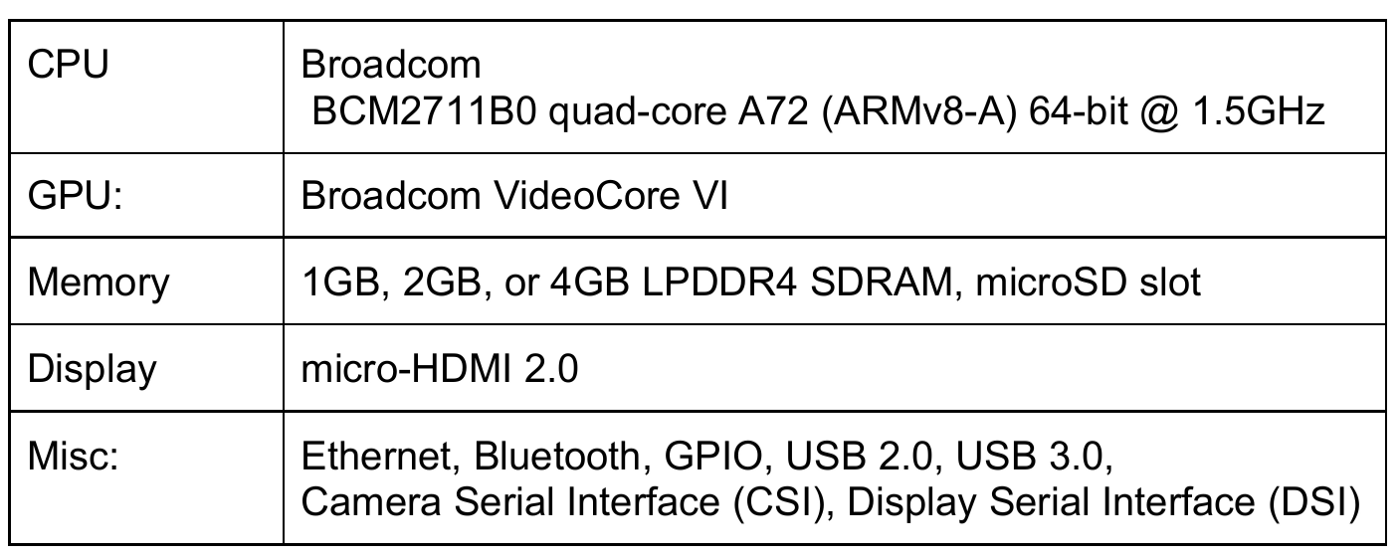 CPU
Broadcom
BCM2711B0 quad-core A72 (ARMv8-A) 64-bit @ 1.5GHz
GPU:
Broadcom VideoCore VI
Memory
1GB, 2GB, or 4GB LPDDR4 SDRAM, microSD slot
Display
micro-HDMI 2.0
Misc:
Ethernet, Bluetooth, GPIO, USB 2.0, USB 3.0,
Camera Serial Interface (CSI), Display Serial Interface (DSI)